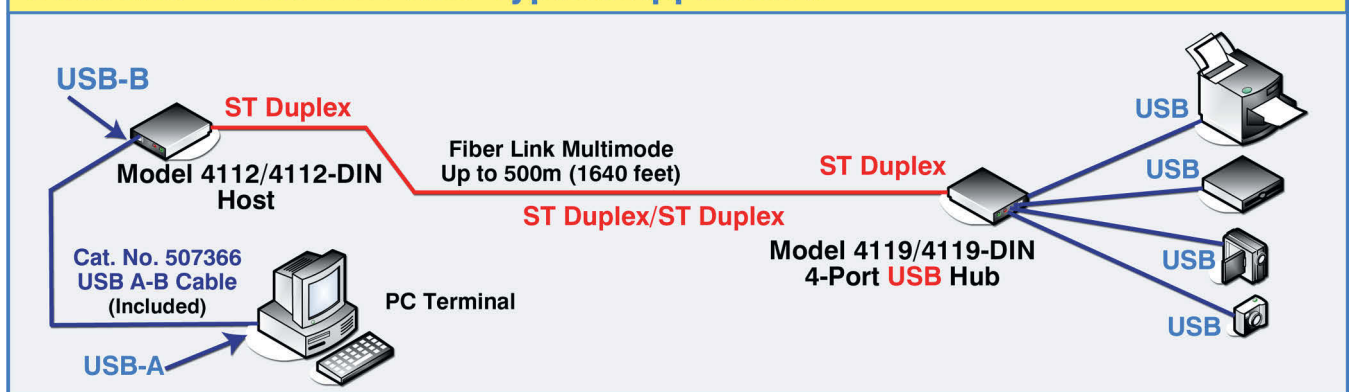 USB-B
ST Duplex
Model 4112/4112-DIN
Host
Fiber Link Multimode
Up to 500m (1640 feet)
ST Duplex/ST Duplex
ST Duplex
Model 4119/4119-DIN
4-Port USB Hub
USB
USB
USB
USB
Cat. No. 507366
USB A-B Cable
(Included)
PC Terminal
USB-A